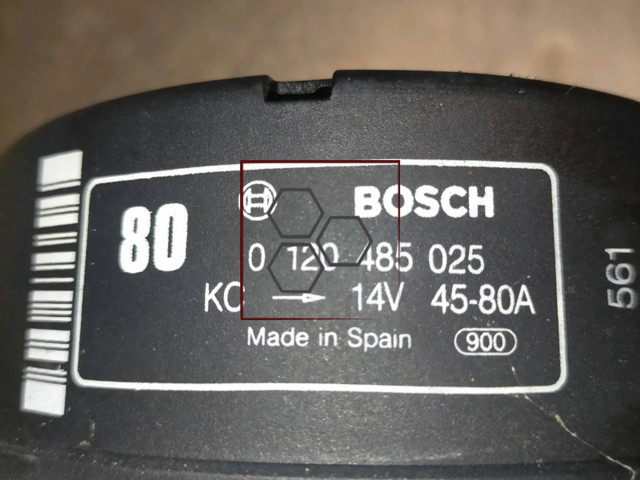 80
BOSCH
0 120 485 025
KC → 14V 45-80A
Made in Spain 900
561